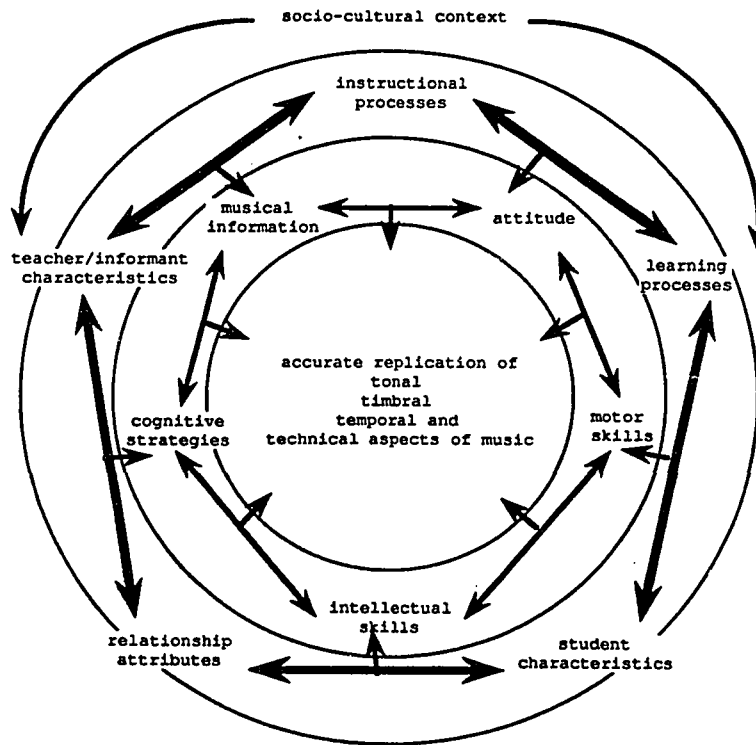 socio-cultural context
instructional
processes
musical
information
attitude
teacher/informant
characteristics
learning
processes
accurate replication of
tonal
timbral
temporal and
technical aspects of music
cognitive
strategies
motor
skills
intellectual
skills
relationship
attributes
student
characteristics